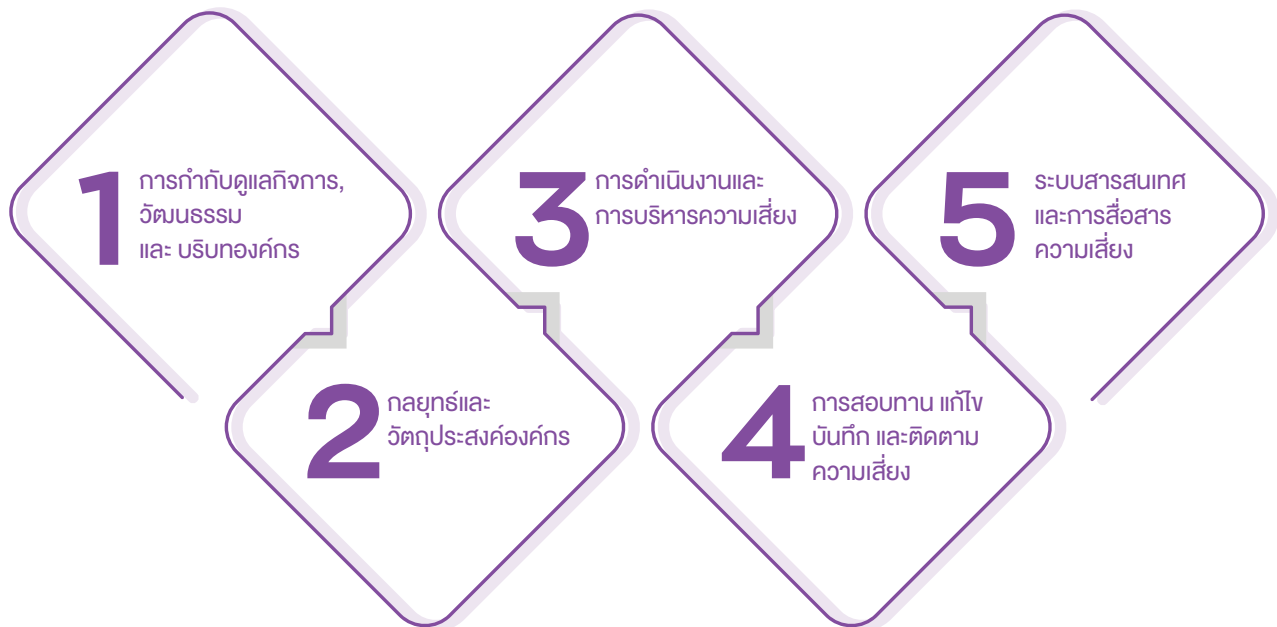 1
การกำกับดูแลกิจการ,
วัฒนธรรม
และ บริบทองค์กร
2
กลยุทธ์และ
วัตถุประสงค์องค์กร
3
การดำเนินงานและ
การบริหารความเสี่ยง
4
การสอบทาน แก้ไข
บันทึก และติดตาม
ความเสี่ยง
5
ระบบสารสนเทศ
และการสื่อสาร
ความเสี่ยง